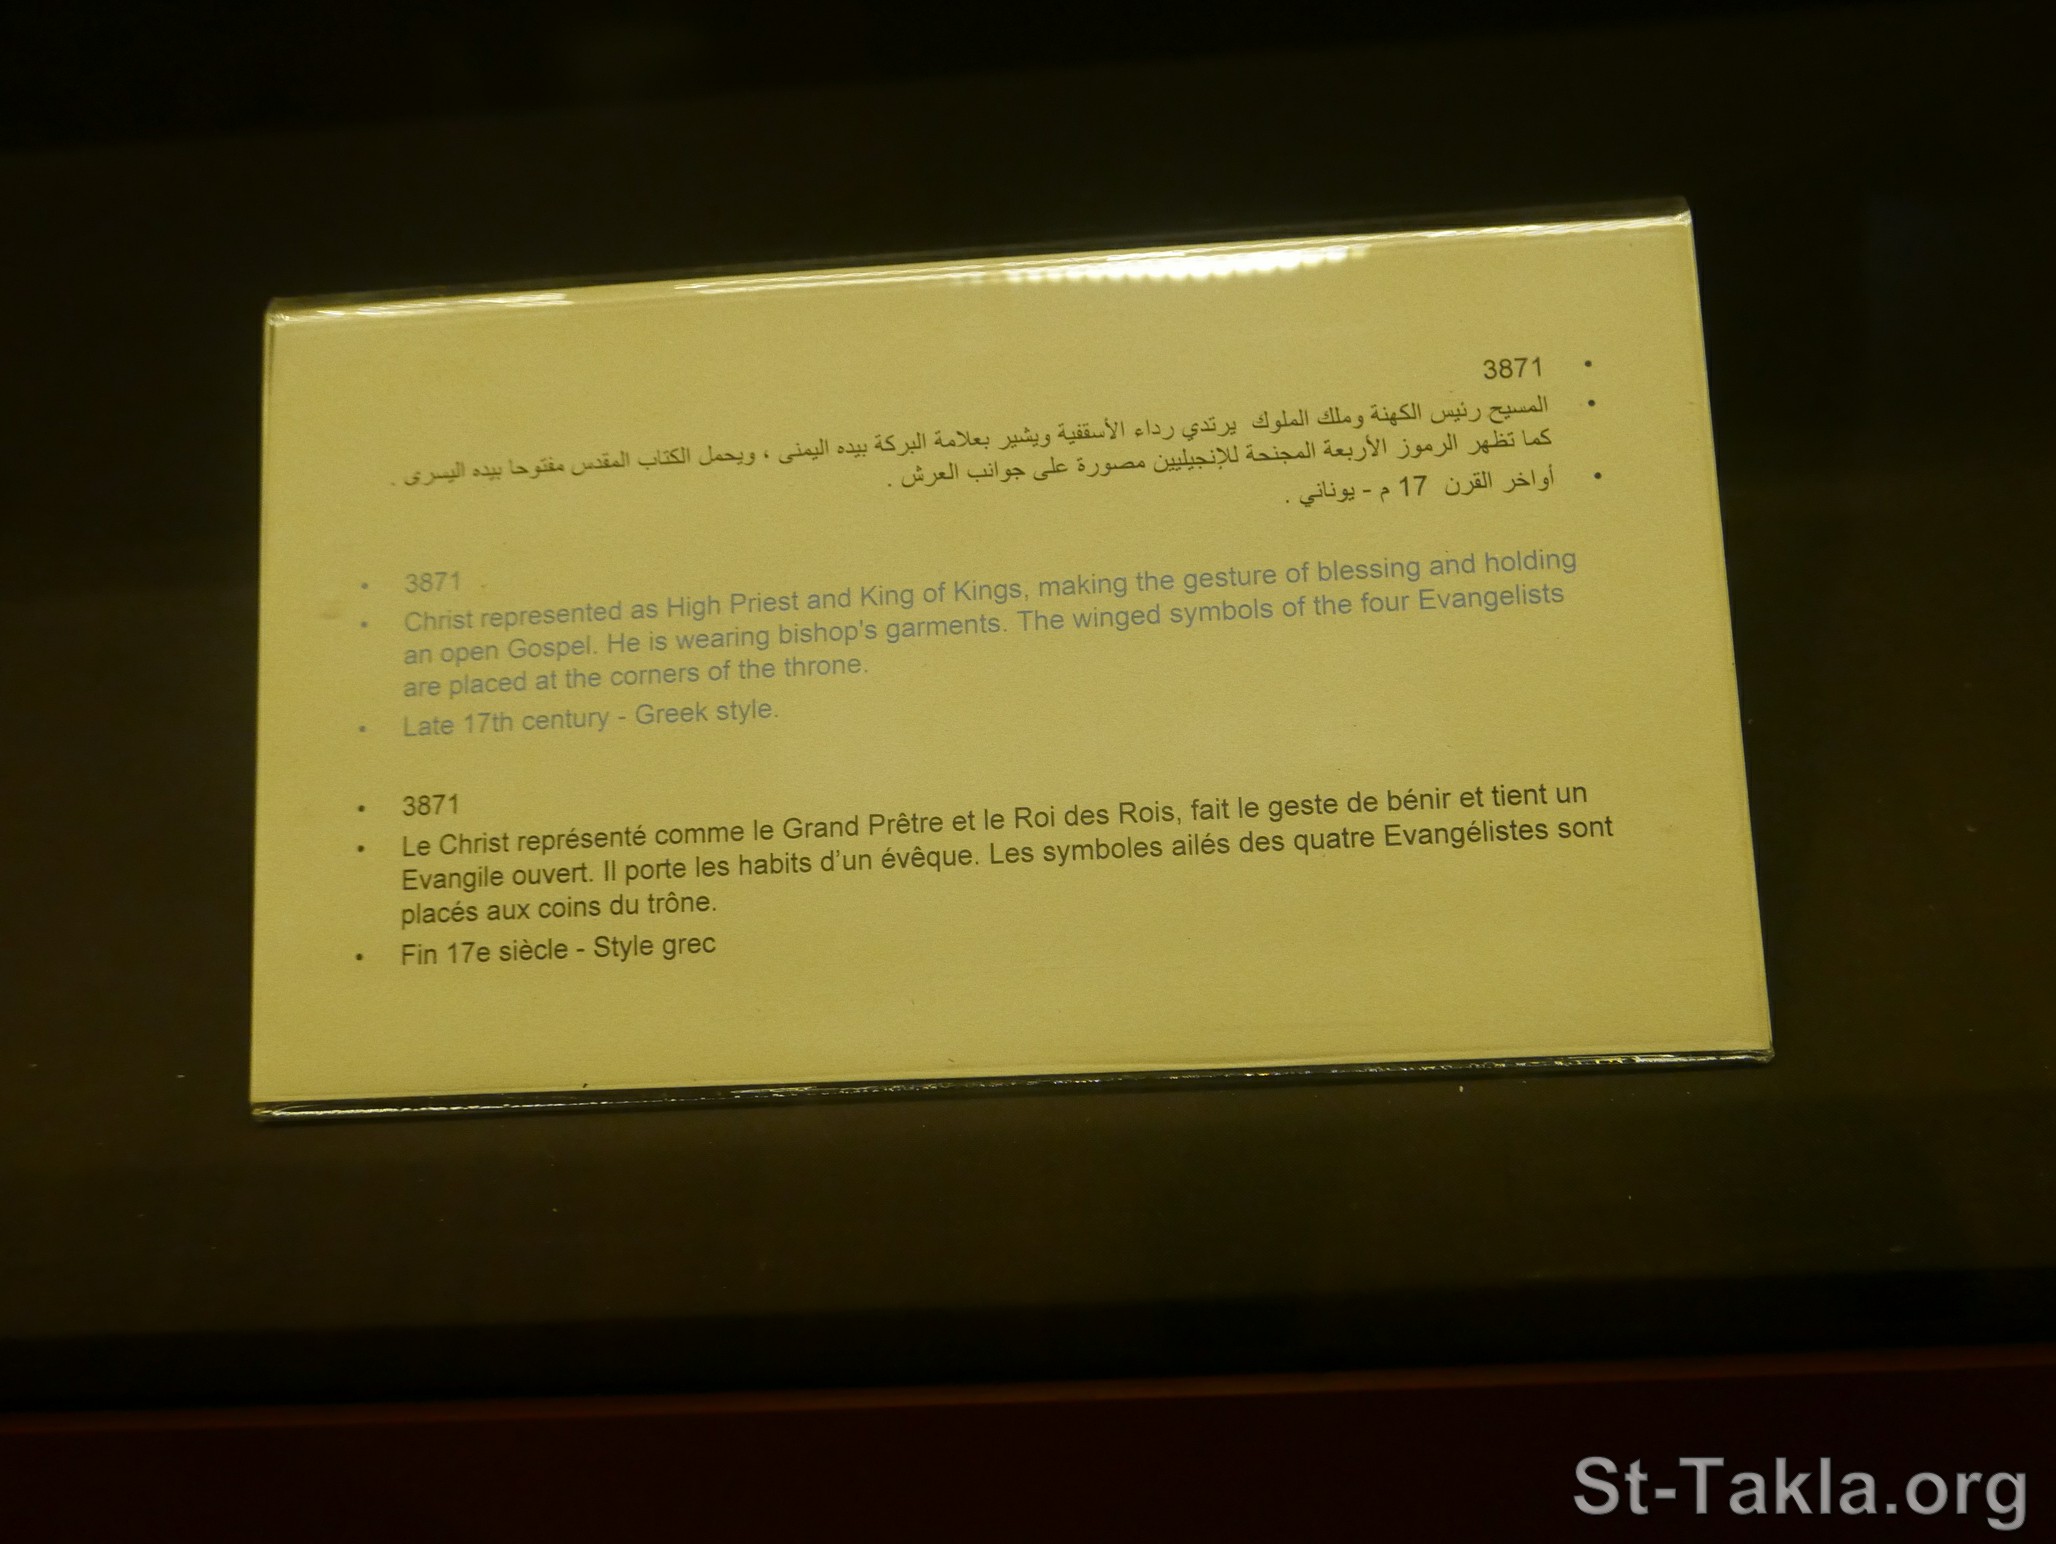 • 3871
• المسيح رئيس الكهنة وملك الملوك يرتدي رداء الأسقفية ويشير بعلامة البركة بيده اليمنى ، ويحمل الكتاب المقدس مفتوحا بيده اليسرى .
كما تظهر الرموز الأربعة المجنحة للإنجيليين مصورة على جوانب العرش .
• أواخر القرن 17 م - يوناني .
• 3871
• Christ represented as High Priest and King of Kings, making the gesture of blessing and holding
an open Gospel. He is wearing bishop's garments. The winged symbols of the four Evangelists
are placed at the corners of the throne.
• Late 17th century - Greek style.
• 3871
• Le Christ représenté comme le Grand Prêtre et le Roi des Rois, fait le geste de bénir et tient un
Evangile ouvert. Il porte les habits d’un évêque. Les symboles ailés des quatre Evangélistes sont
placés aux coins du trône.
• Fin 17e siècle - Style grec
St-Takla.org